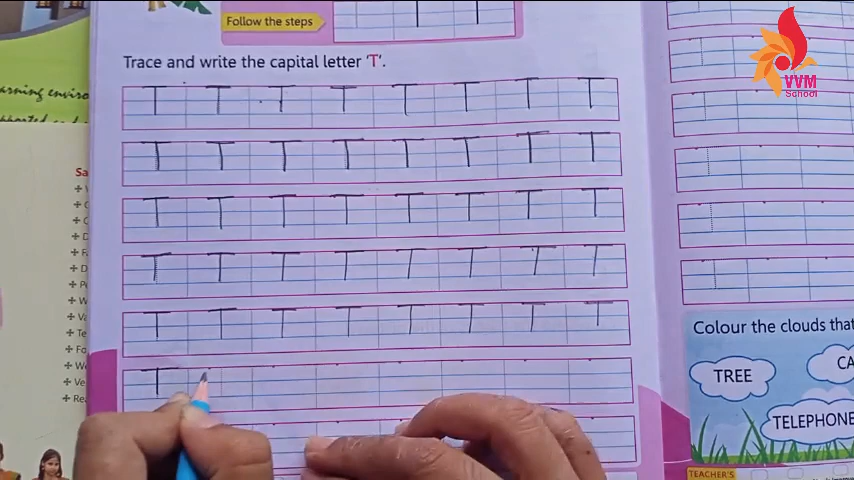 Follow the steps
Trace and write the capital letter 'T'.
T T T T T T T T
T T T T T T T T
T T T T T T T T
T T T T T T T T
T T T T T T T T
T
VVM
School
Colour the clouds that
TREE
CA
TELEPHONE
TEACHER'S